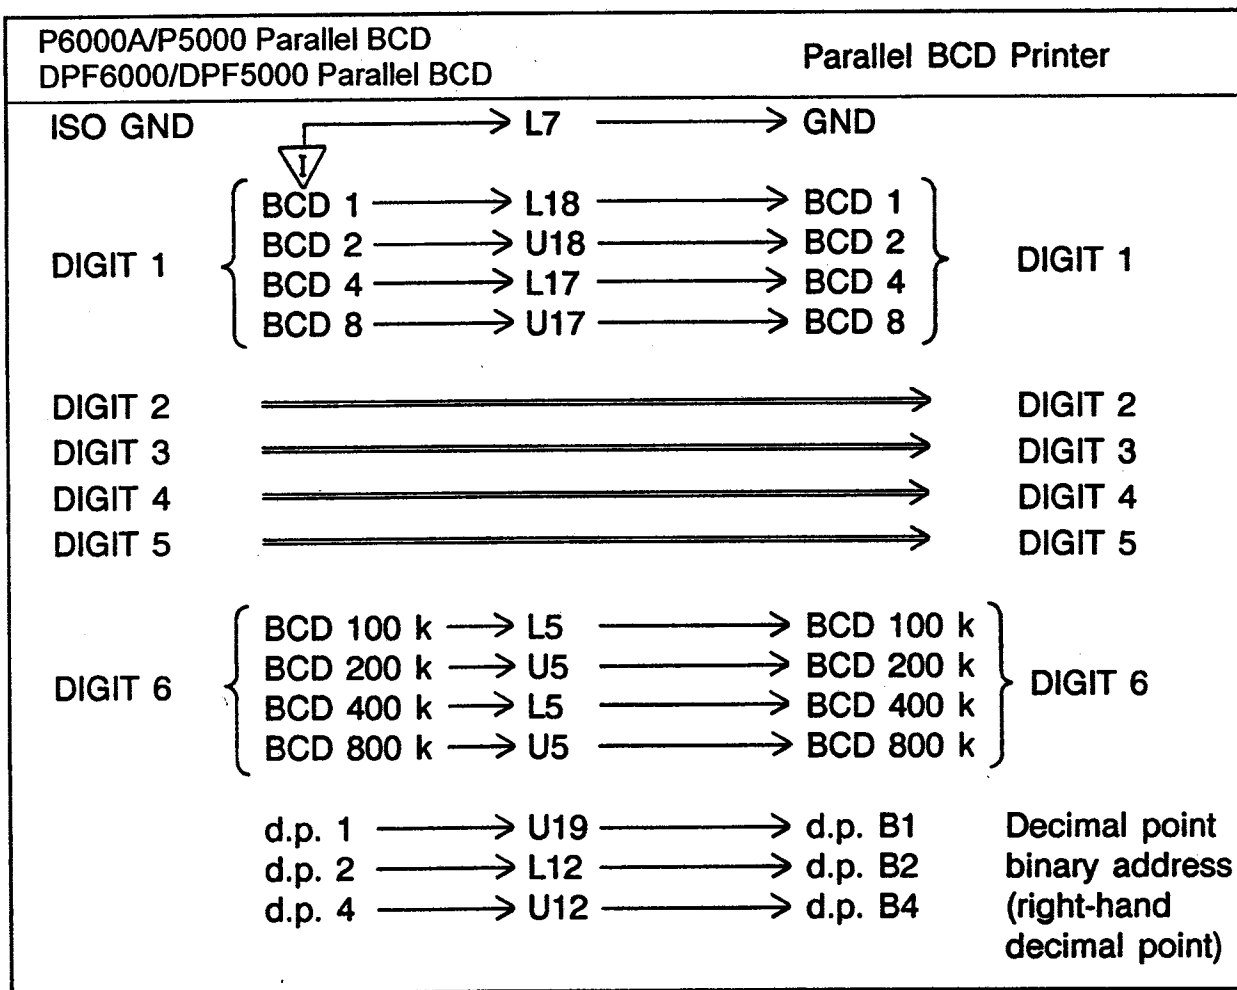 P6000A/P5000 Parallel BCD
DPF6000/DPF5000 Parallel BCD
Parallel BCD Printer
ISO GND L7 GND
I
BCD 1 L18 BCD 1
BCD 2 U18 BCD 2
DIGIT 1 DIGIT 1
BCD 4 L17 BCD 4
BCD 8 U17 BCD 8
DIGIT 2 DIGIT 2
DIGIT 3 DIGIT 3
DIGIT 4 DIGIT 4
DIGIT 5 DIGIT 5
BCD 100 k L5 BCD 100 k
BCD 200 k U5 BCD 200 k
DIGIT 6 DIGIT 6
BCD 400 k L5 BCD 400 k
BCD 800 k U5 BCD 800 k
d.p. 1 U19 d.p. B1 Decimal point
d.p. 2 L12 d.p. B2 binary address
d.p. 4 U12 d.p. B4 (right-hand
decimal point)